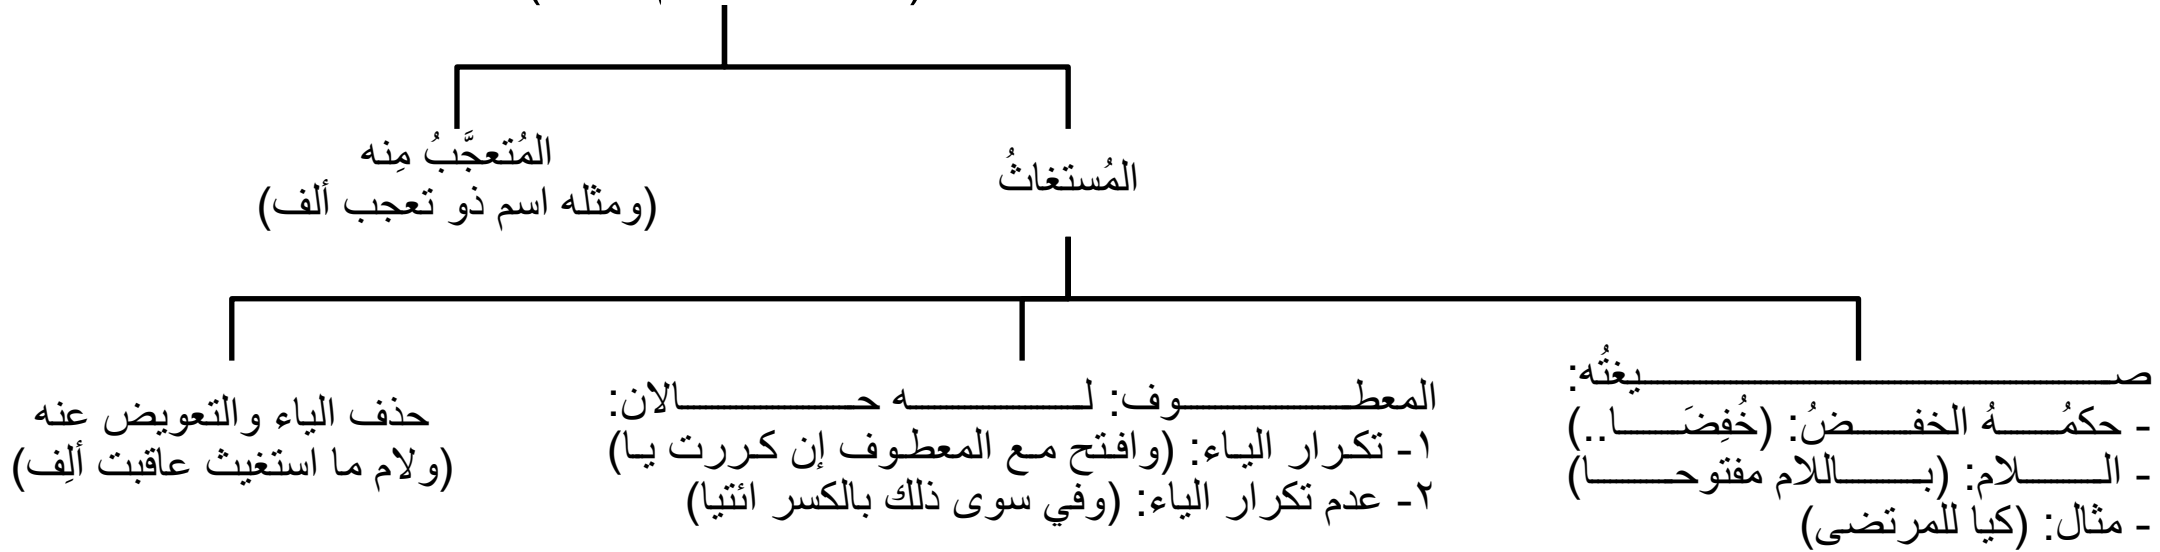 المُستغاثُ
المُتعجَّبُ مِنه
(ومثله اسم ذو تعجب ألف)
صيغتُه:
- حكمُهُ الخفضُ: (خُفِضَا..)
- اللام: (باللام مفتوحا)
- مثال: (كيا للمرتضى)
المعطوف: له حالان:
١- تكرار الياء: (وافتح مع المعطوف إن كررت يا)
٢- عدم تكرار الياء: (وفي سوى ذلك بالكسر ائتيا)
حذف الياء والتعويض عنه
(ولام ما استغيث عاقبت ألِف)